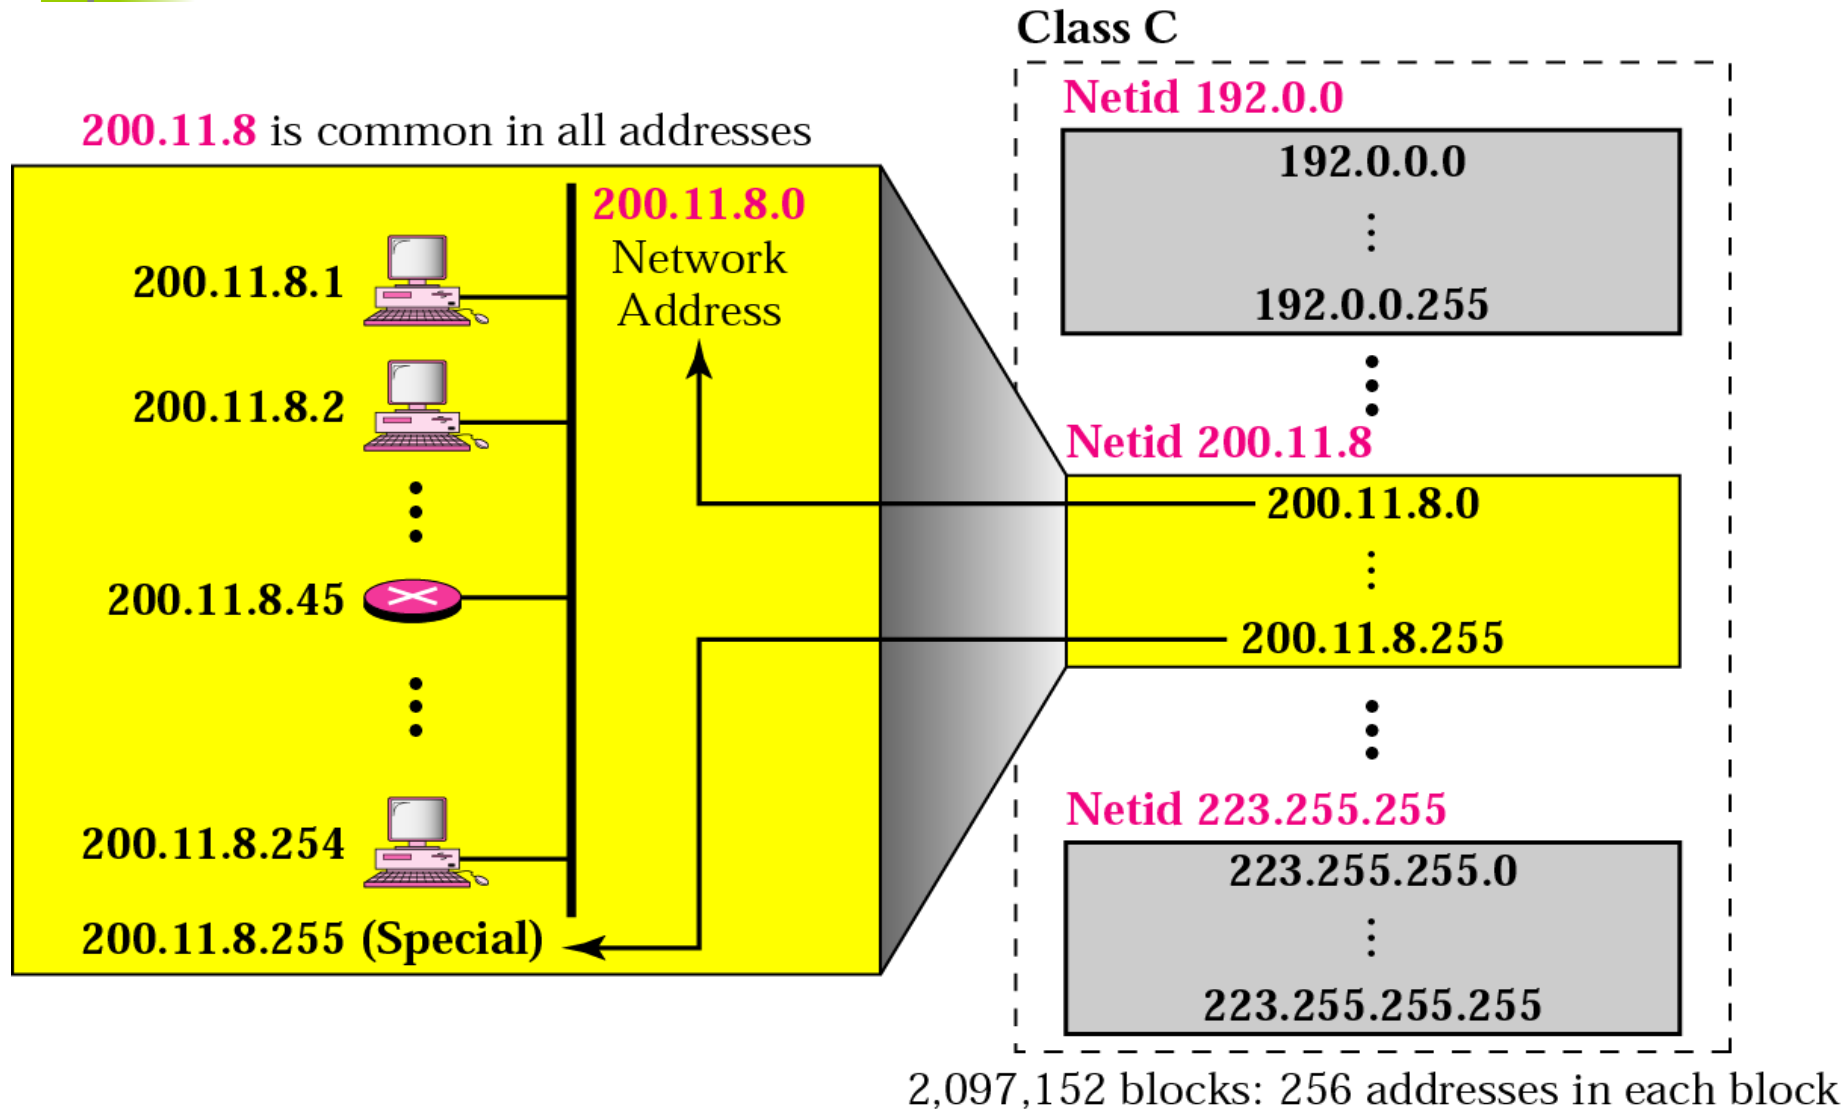 Class C
200.11.8 is common in all addresses
200.11.8.0
Network
Address
200.11.8.1
200.11.8.2
200.11.8.45
200.11.8.254
200.11.8.255 (Special)
Netid 192.0.0
192.0.0.0
192.0.0.255
Netid 200.11.8
200.11.8.0
200.11.8.255
Netid 223.255.255
223.255.255.0
223.255.255.255
2,097,152 blocks: 256 addresses in each block